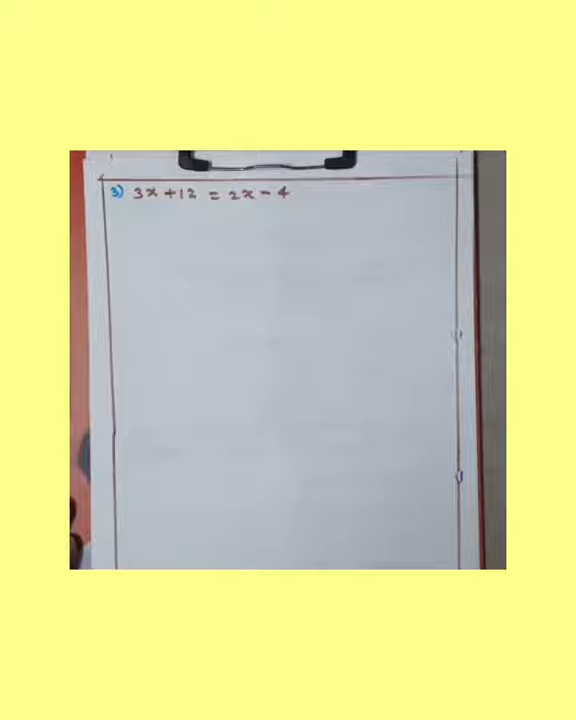 3) 3x + 12 = 2x - 4